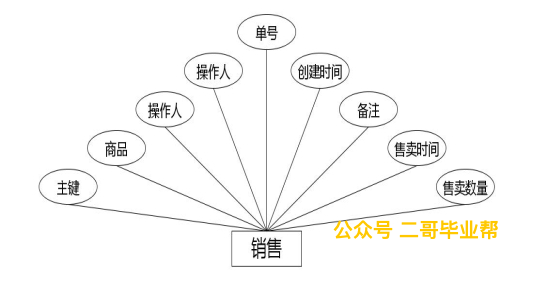 单号
操作人
创建时间
操作人
备注
商品
售卖时间
主键
售卖数量
公众号 二哥毕业帮
销售